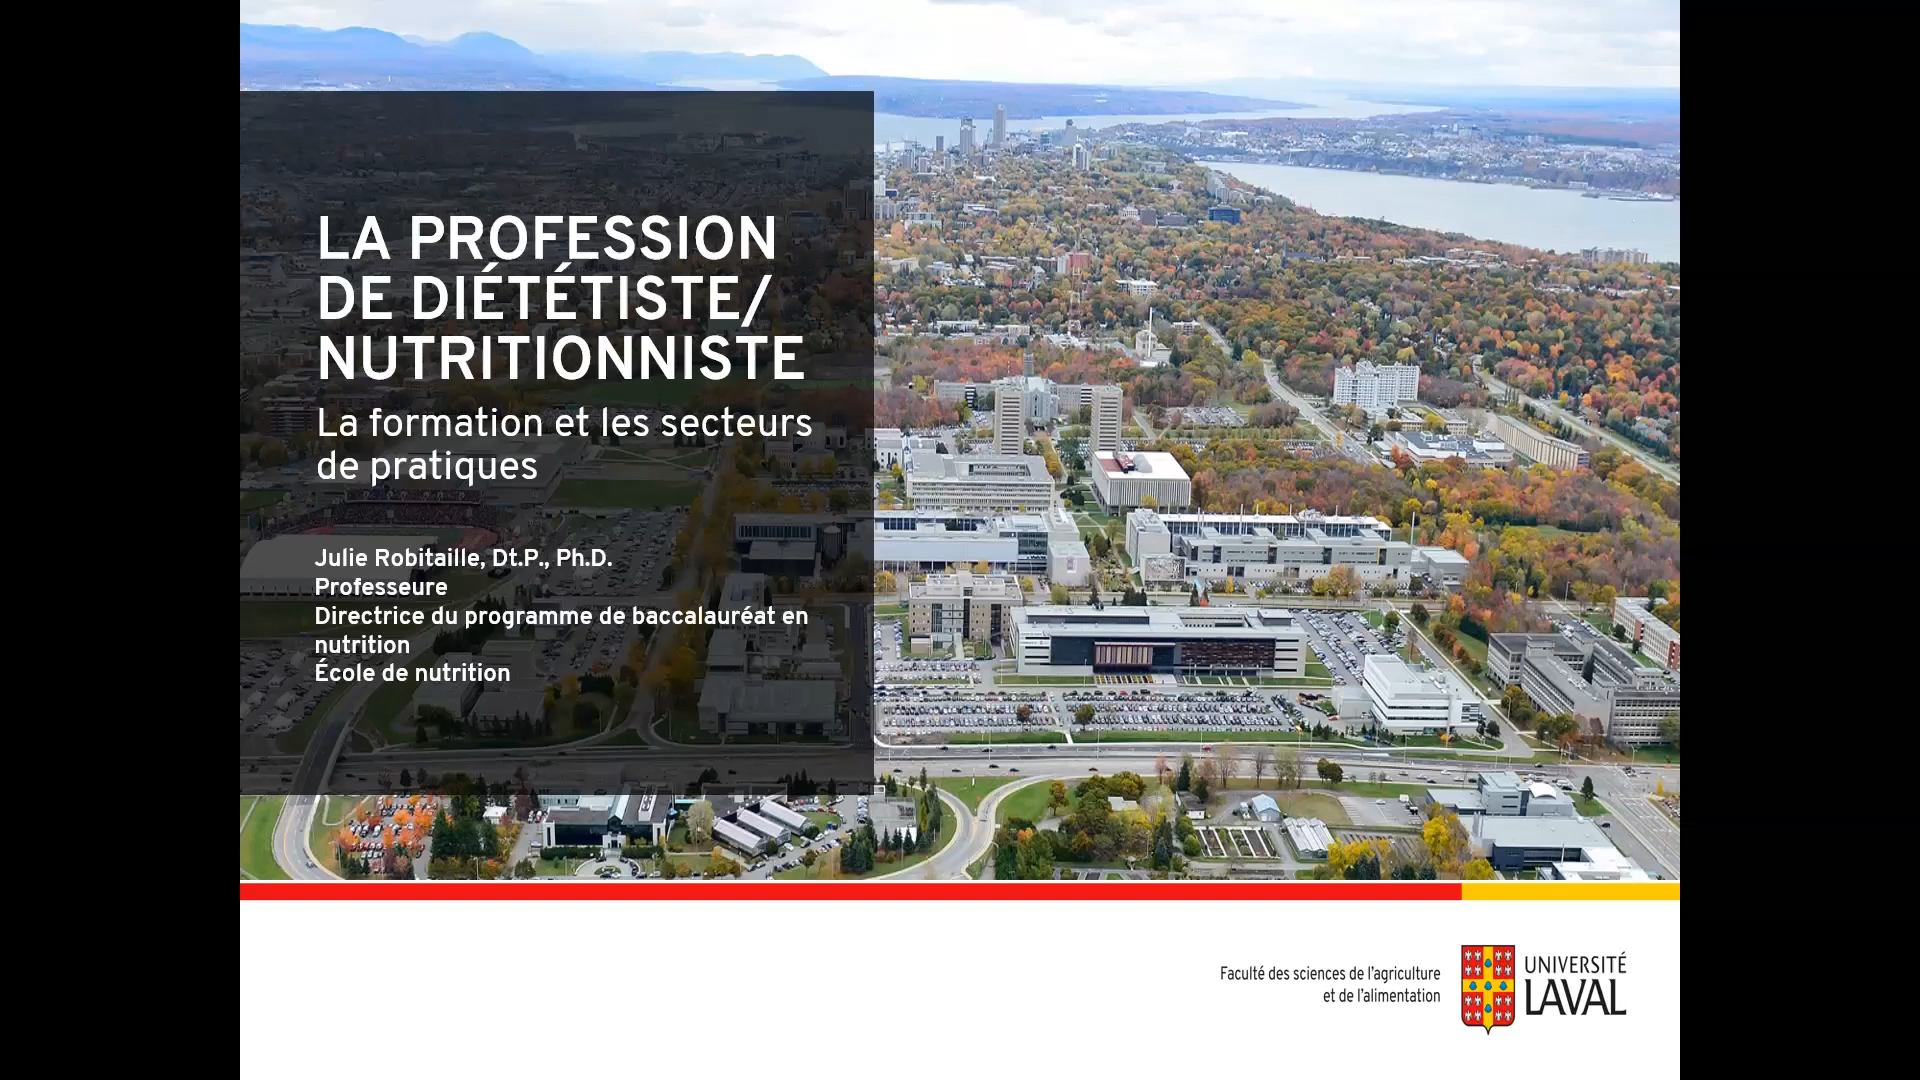 LA PROFESSION
DE DIÉTÉTISTE/
NUTRITIONNISTE
La formation et les secteurs
de pratiques
Julie Robitaille, Dt.P., Ph.D.
Professeure
Directrice du programme de baccalauréat en
nutrition
École de nutrition
Faculté des sciences de l'agriculture
et de l'alimentation
UNIVERSITÉ
LAVAL